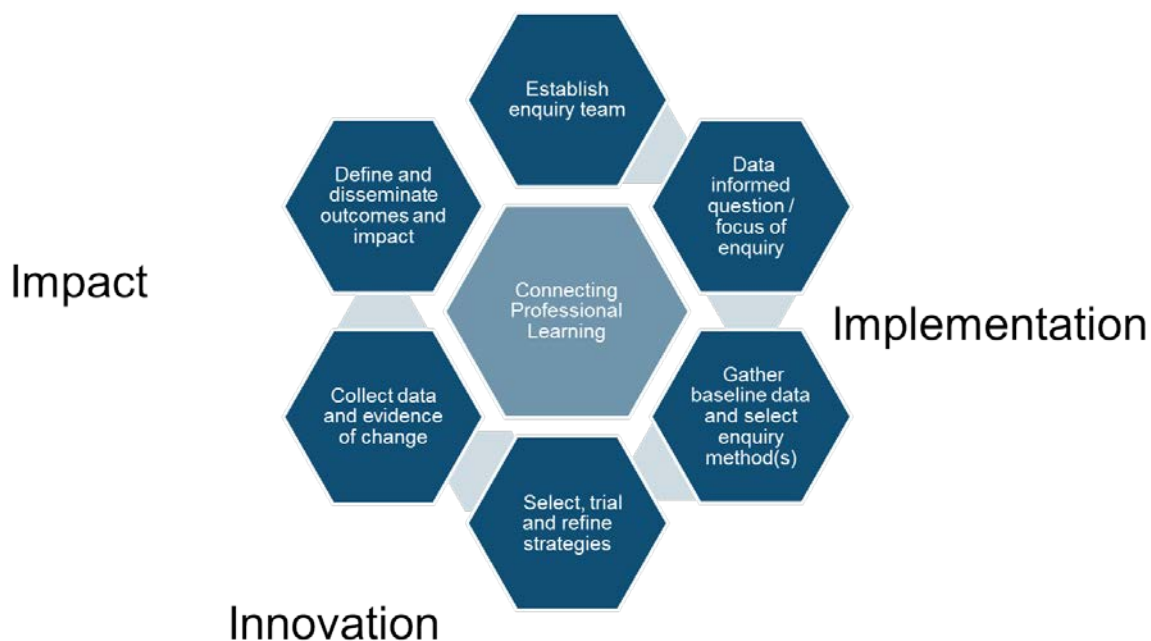 Establish
enquiry team
Data
informed
question /
focus of
enquiry
Implementation
Gather
baseline data
and select
enquiry
method(s)
Select, trial
and refine
strategies
Innovation
Collect data
and evidence
of change
Impact
Define and
disseminate
outcomes and
impact
Connecting
Professional
Learning